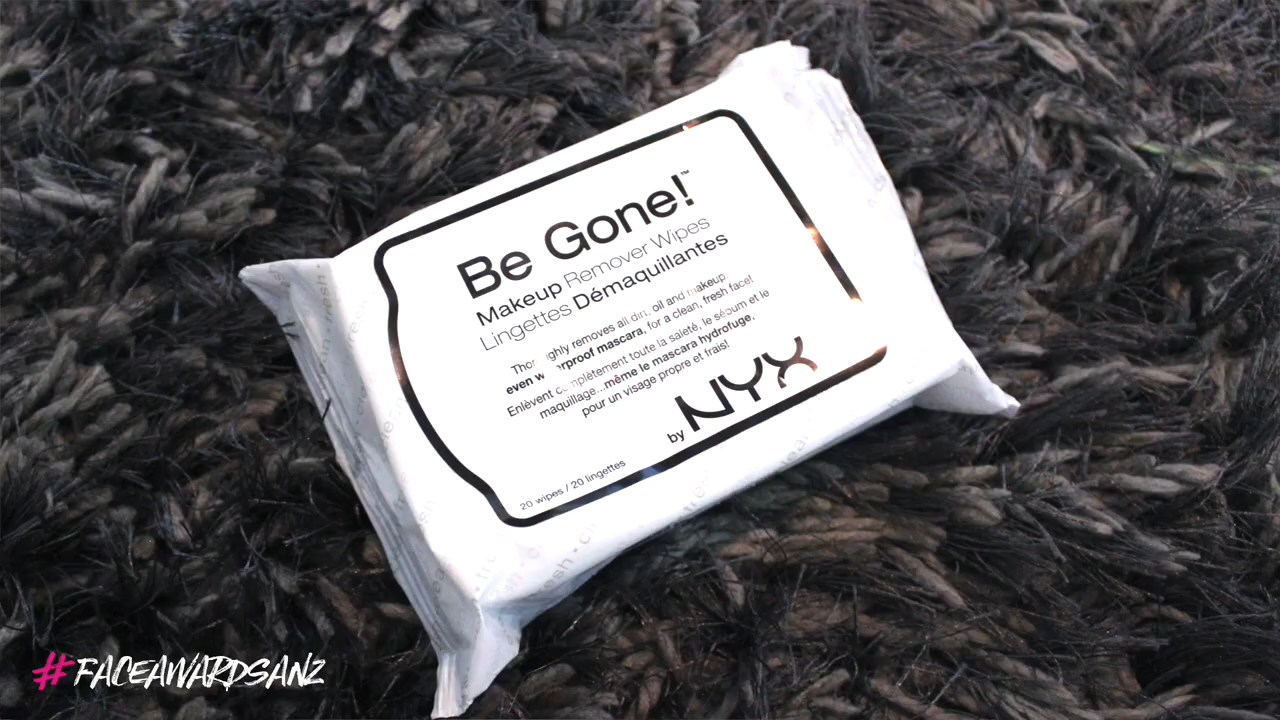 Be Gone!™
Makeup Remover Wipes
Lingettes Démaquillantes
removes all dirt, oil and makeup,
even mascara, for a clean, fresh face!
Enlèvent complètement toute la saleté, le sébum et le
maquillage...même le mascara hydrofuge,
pour un visage propre et frais!
by NYX
20 wipes / 20 lingettes
#FACEAWARDSANZ